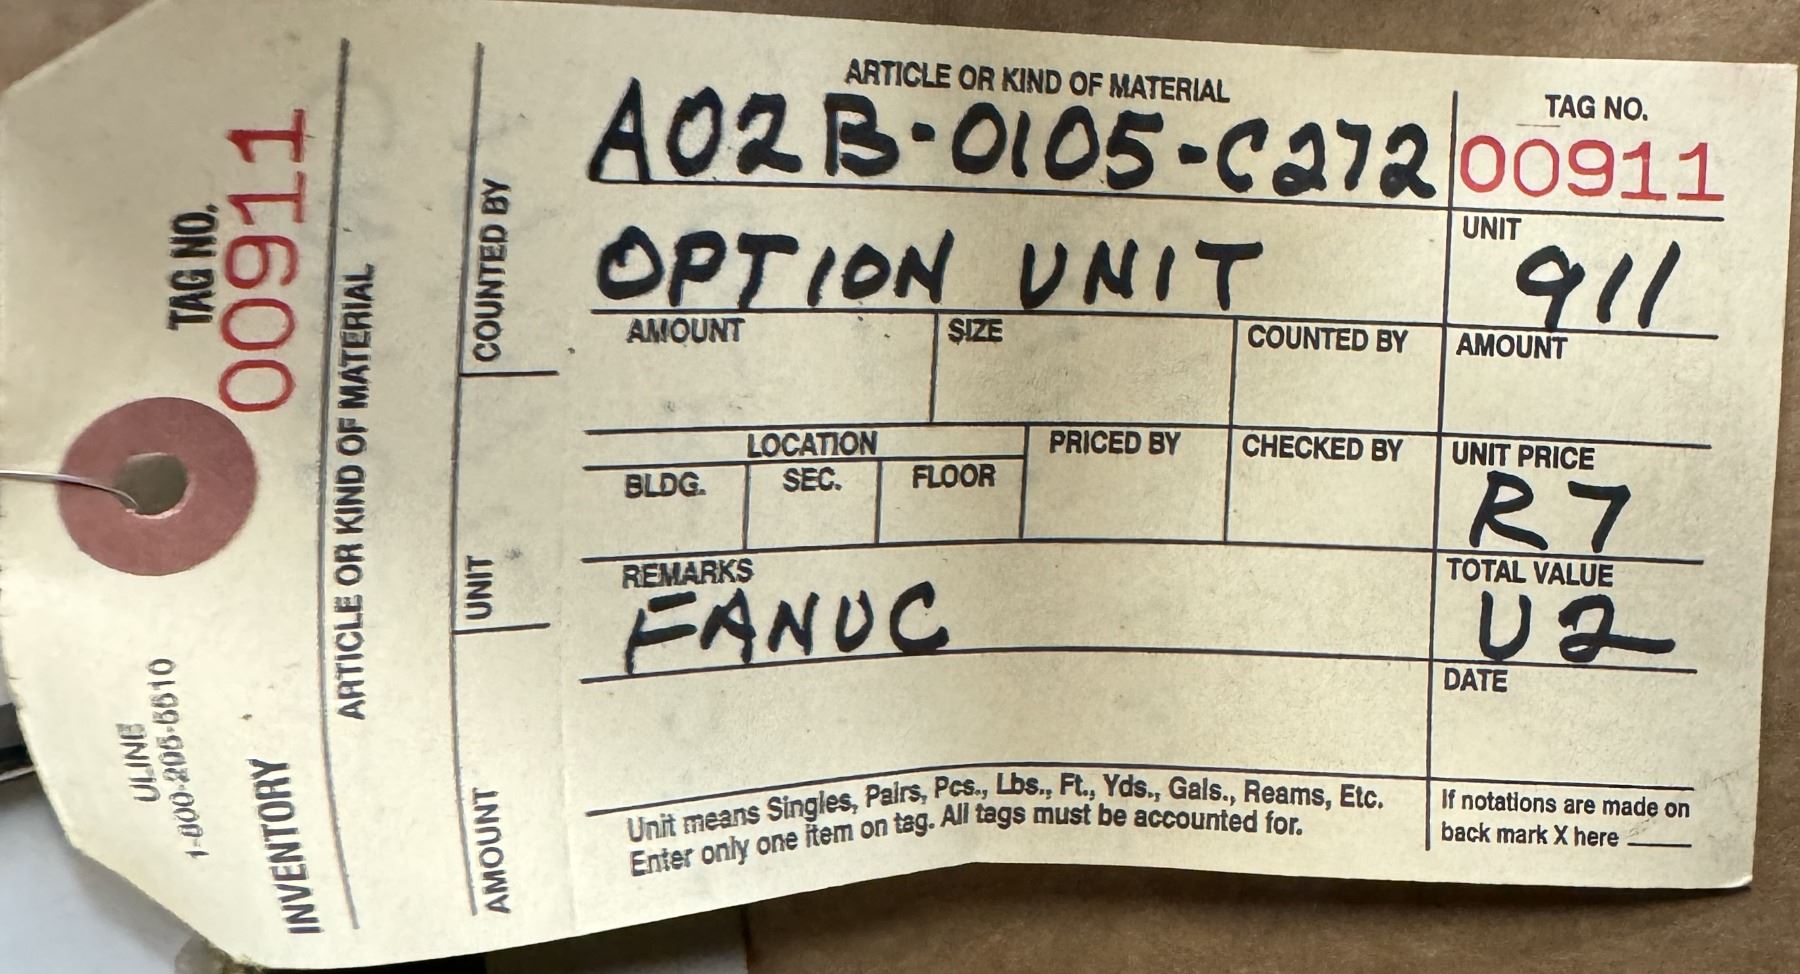 TAG NO.
00911
ULINE
1-800-295-5510
INVENTORY
ARTICLE OR KIND OF MATERIAL
COUNTED BY
UNIT
AMOUNT
ARTICLE OR KIND OF MATERIAL
A02B-0105-C272
TAG NO.
00911
OPTION UNIT
UNIT
911
AMOUNT
SIZE
COUNTED BY
AMOUNT
LOCATION
BLDG.
SEC.
FLOOR
PRICED BY
CHECKED BY
UNIT PRICE
R7
REMARKS
FANUC
TOTAL VALUE
U2
DATE
Unit means Singles, Pairs, Pcs., Lbs., Ft., Yds., Gals., Reams, Etc.
Enter only one item on tag. All tags must be accounted for.
If notations are made on
back mark X here